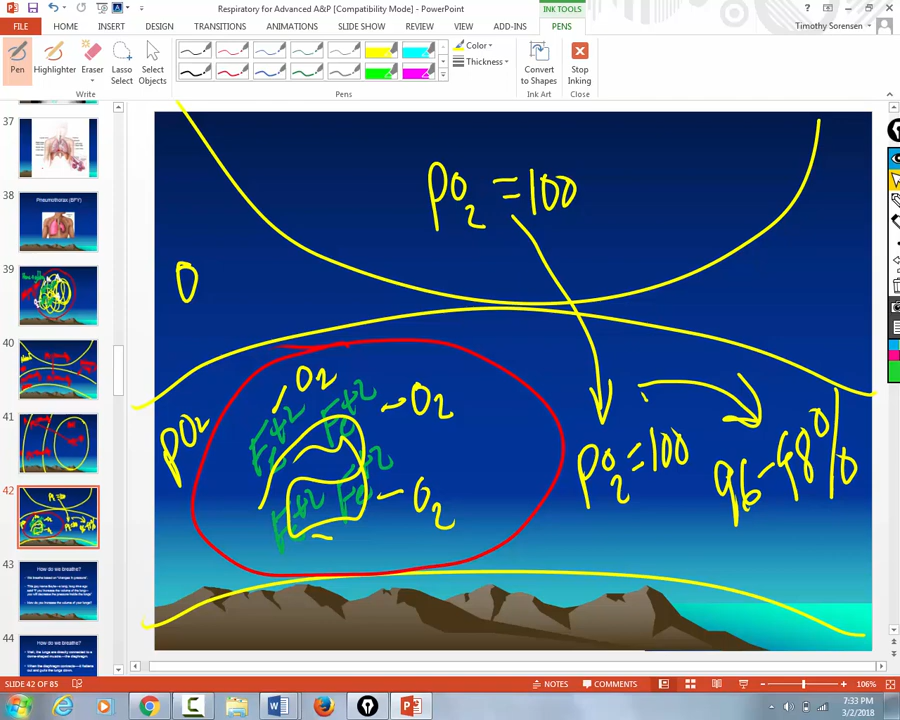 Respiratory for Advanced A&P [Compatibility Mode] - PowerPoint
INK TOOLS
FILE
HOME
INSERT
DESIGN
TRANSITIONS
ANIMATIONS
SLIDE SHOW
REVIEW
VIEW
ADD-INS
PENS
Timothy Sorensen
Pen
Highlighter
Eraser
Lasso Select
Select Objects
Color
Thickness
Convert to Shapes
Stop Inking
Write
Pens
Ink Art
Close
37
38
Pneumothorax (BFY)
39
40
41
42
43
How do we breathe?
44
How do we breathe?
PO2 = 100
O
PO2
O2
O2
O2
Fe+2
Fe+2
Fe+2
Fe+2
PO2 = 100
96-98%
SLIDE 42 OF 85
NOTES
COMMENTS
106%
7:33 PM
3/2/2018